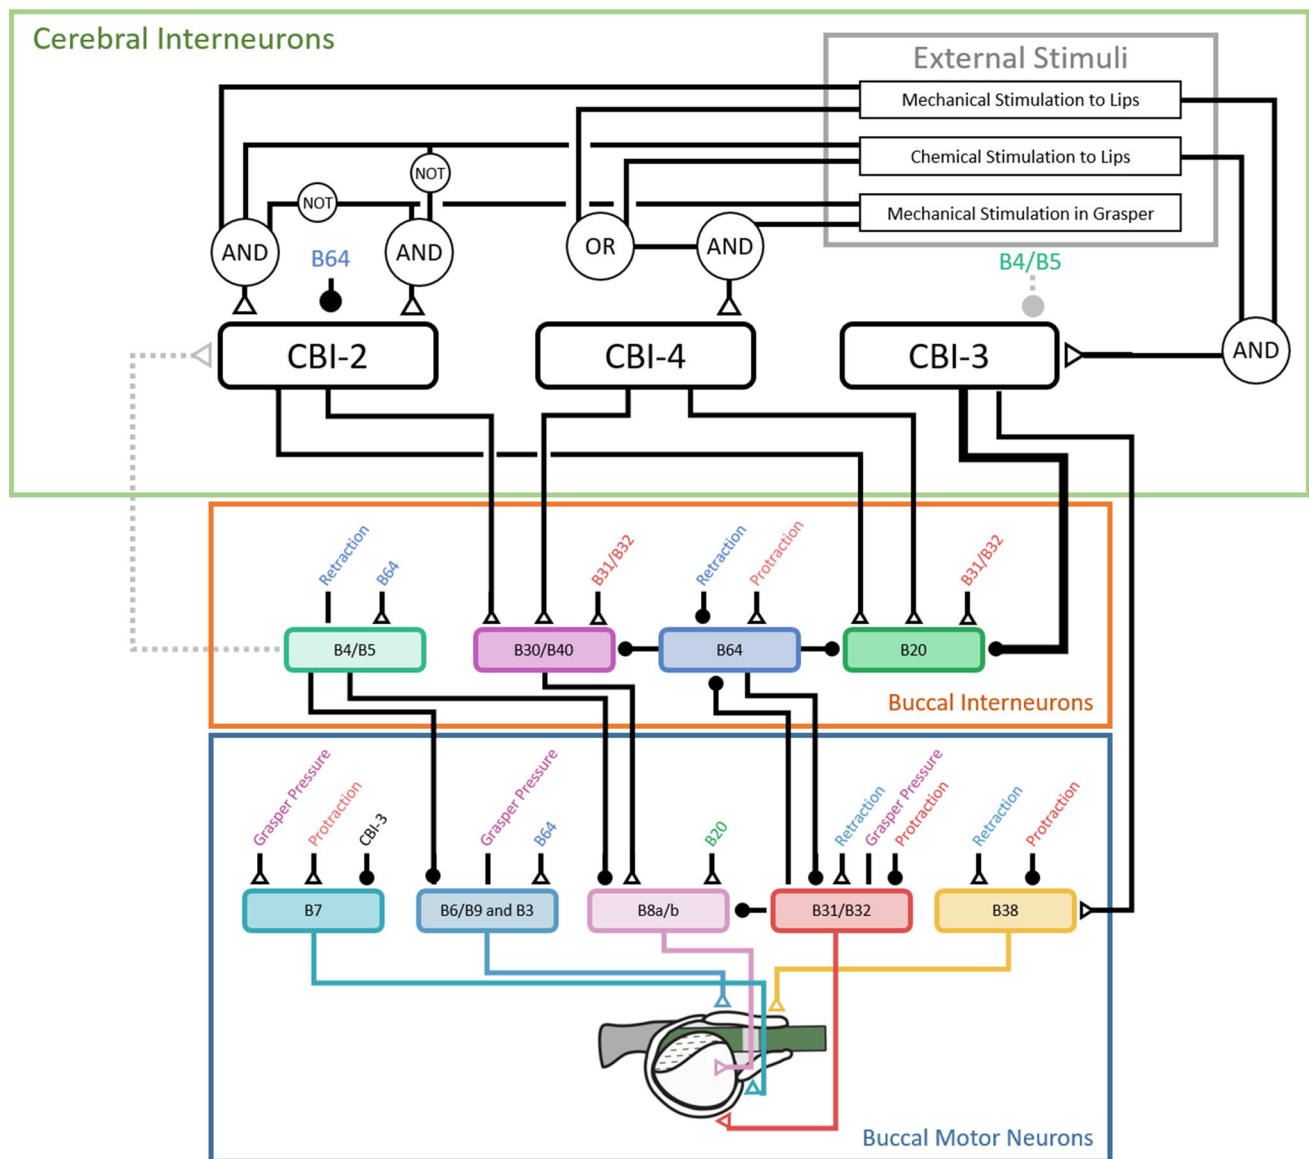 Cerebral Interneurons
External Stimuli
Mechanical Stimulation to Lips
Chemical Stimulation to Lips
Mechanical Stimulation in Grasper
NOT
NOT
AND
B64
AND
OR
AND
B4/B5
AND
CBI-2
CBI-4
CBI-3
Retraction
B64
B31/B32
Retraction
Protraction
B31/B32
B4/B5
B30/B40
B64
B20
Buccal Interneurons
Grasper Pressure
Protraction
CBI-3
Grasper Pressure
B64
B20
Retraction
Grasper Pressure
Protraction
Retraction
Protraction
B7
B6/B9 and B3
B8a/b
B31/B32
B38
Buccal Motor Neurons